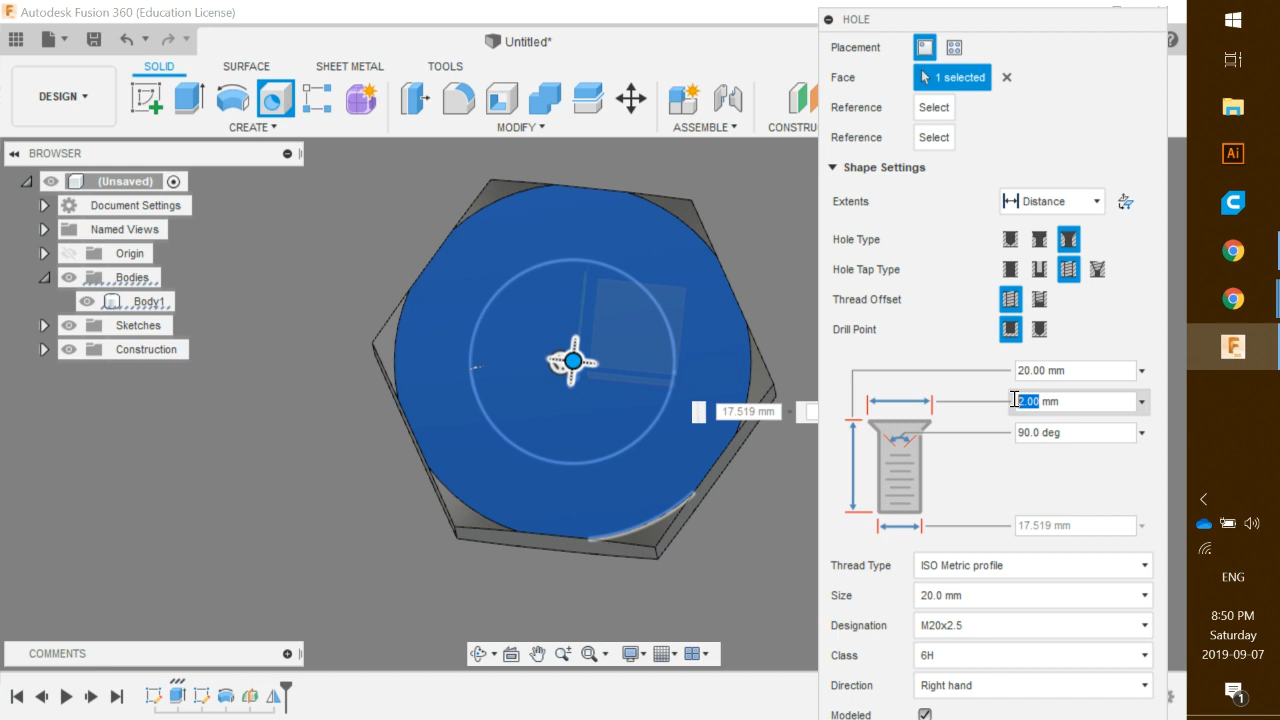 Autodesk Fusion 360 (Education License)
HOLE
Untitled*
SOLID SURFACE SHEET METAL TOOLS
DESIGN
CREATE MODIFY ASSEMBLE CONSTRU
BROWSER
(Unsaved)
Document Settings
Named Views
Origin
Bodies
Body1
Sketches
Construction
Placement
Face 1 selected
Reference Select
Reference Select
Shape Settings
Extents Distance
Hole Type
Hole Tap Type
Thread Offset
Drill Point
20.00 mm
2.00 mm
17.519 mm
90.0 deg
17.519 mm
Thread Type ISO Metric profile
Size 20.0 mm
Designation M20x2.5
Class 6H
Direction Right hand
Modeled
COMMENTS
Ai
ENG
8:50 PM
Saturday
2019-09-07
1